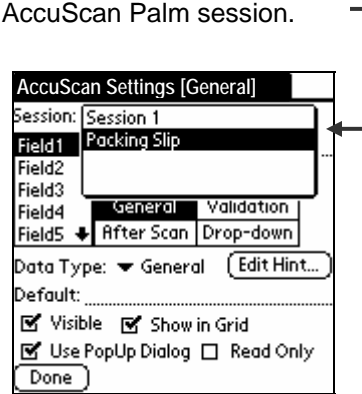 AccuScan Palm session.
AccuScan Settings [General]
Session: Session 1
Packing Slip
Field1
Field2
Field3
Field4 General Validation
Field5 After Scan Drop-down
Data Type: General Edit Hint...
Default:
Visible Show in Grid
Use PopUp Dialog Read Only
Done